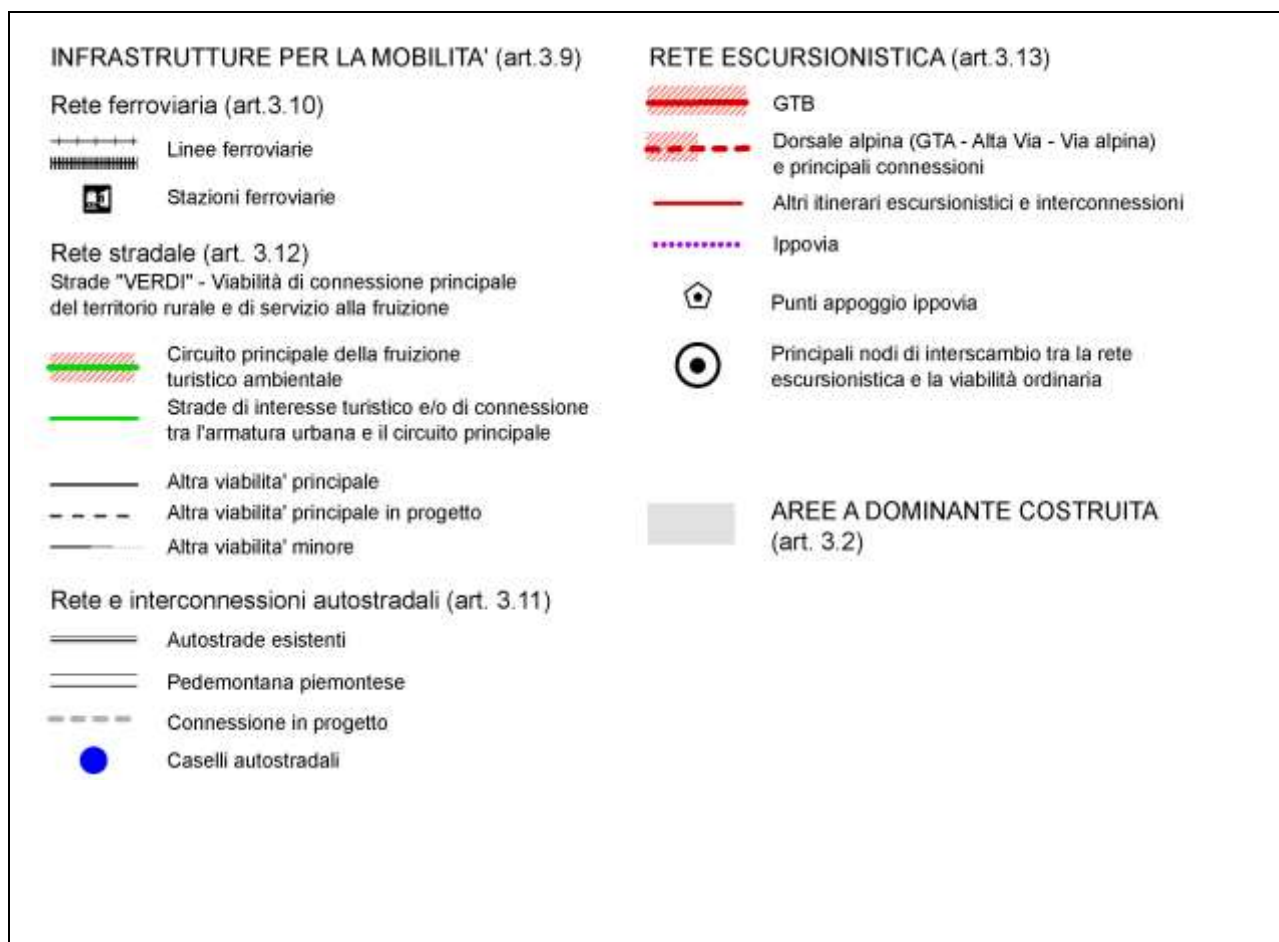 INFRASTRUTTURE PER LA MOBILITA' (art.3.9)
Rete ferroviaria (art.3.10)
Linee ferroviarie
Stazioni ferroviarie
Rete stradale (art. 3.12)
Strade "VERDI" - Viabilità di connessione principale
del territorio rurale e di servizio alla fruizione
Circuito principale della fruizione
turistico ambientale
Strade di interesse turistico e/o di connessione
tra l'armatura urbana e il circuito principale
Altra viabilita' principale
Altra viabilita' principale in progetto
Altra viabilita' minore
Rete e interconnessioni autostradali (art. 3.11)
Autostrade esistenti
Pedemontana piemontese
Connessione in progetto
Caselli autostradali
RETE ESCURSIONISTICA (art.3.13)
GTB
Dorsale alpina (GTA - Alta Via - Via alpina)
e principali connessioni
Altri itinerari escursionistici e interconnessioni
Ippovia
Punti appoggio ippovia
Principali nodi di interscambio tra la rete
escursionistica e la viabilità ordinaria
AREE A DOMINANTE COSTRUITA
(art. 3.2)